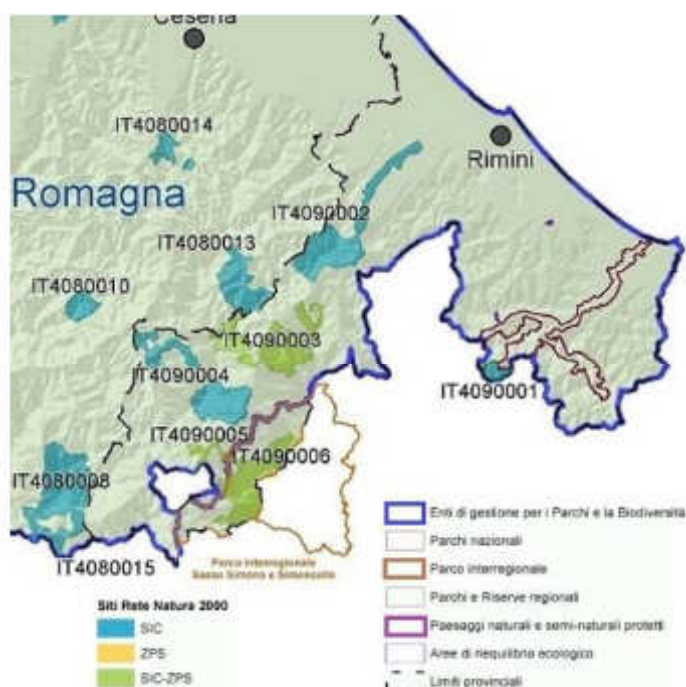 Cesena
IT4080014
Rimini
Romagna
IT4090002
IT4080013
IT4080010
IT4090003
IT4090004
IT4090001
IT4090005
IT4090006
IT4080008
IT4080015
Parco Interregionale
Sasso Simone e Simoncello
Siti Rete Natura 2000
SIC
ZPS
SIC-ZPS
Enti di gestione per i Parchi e la Biodiversità
Parchi nazionali
Parco interregionale
Parchi e Riserve regionali
Paesaggi naturali e semi-naturali protetti
Aree di riequilibrio ecologico
Limiti provinciali